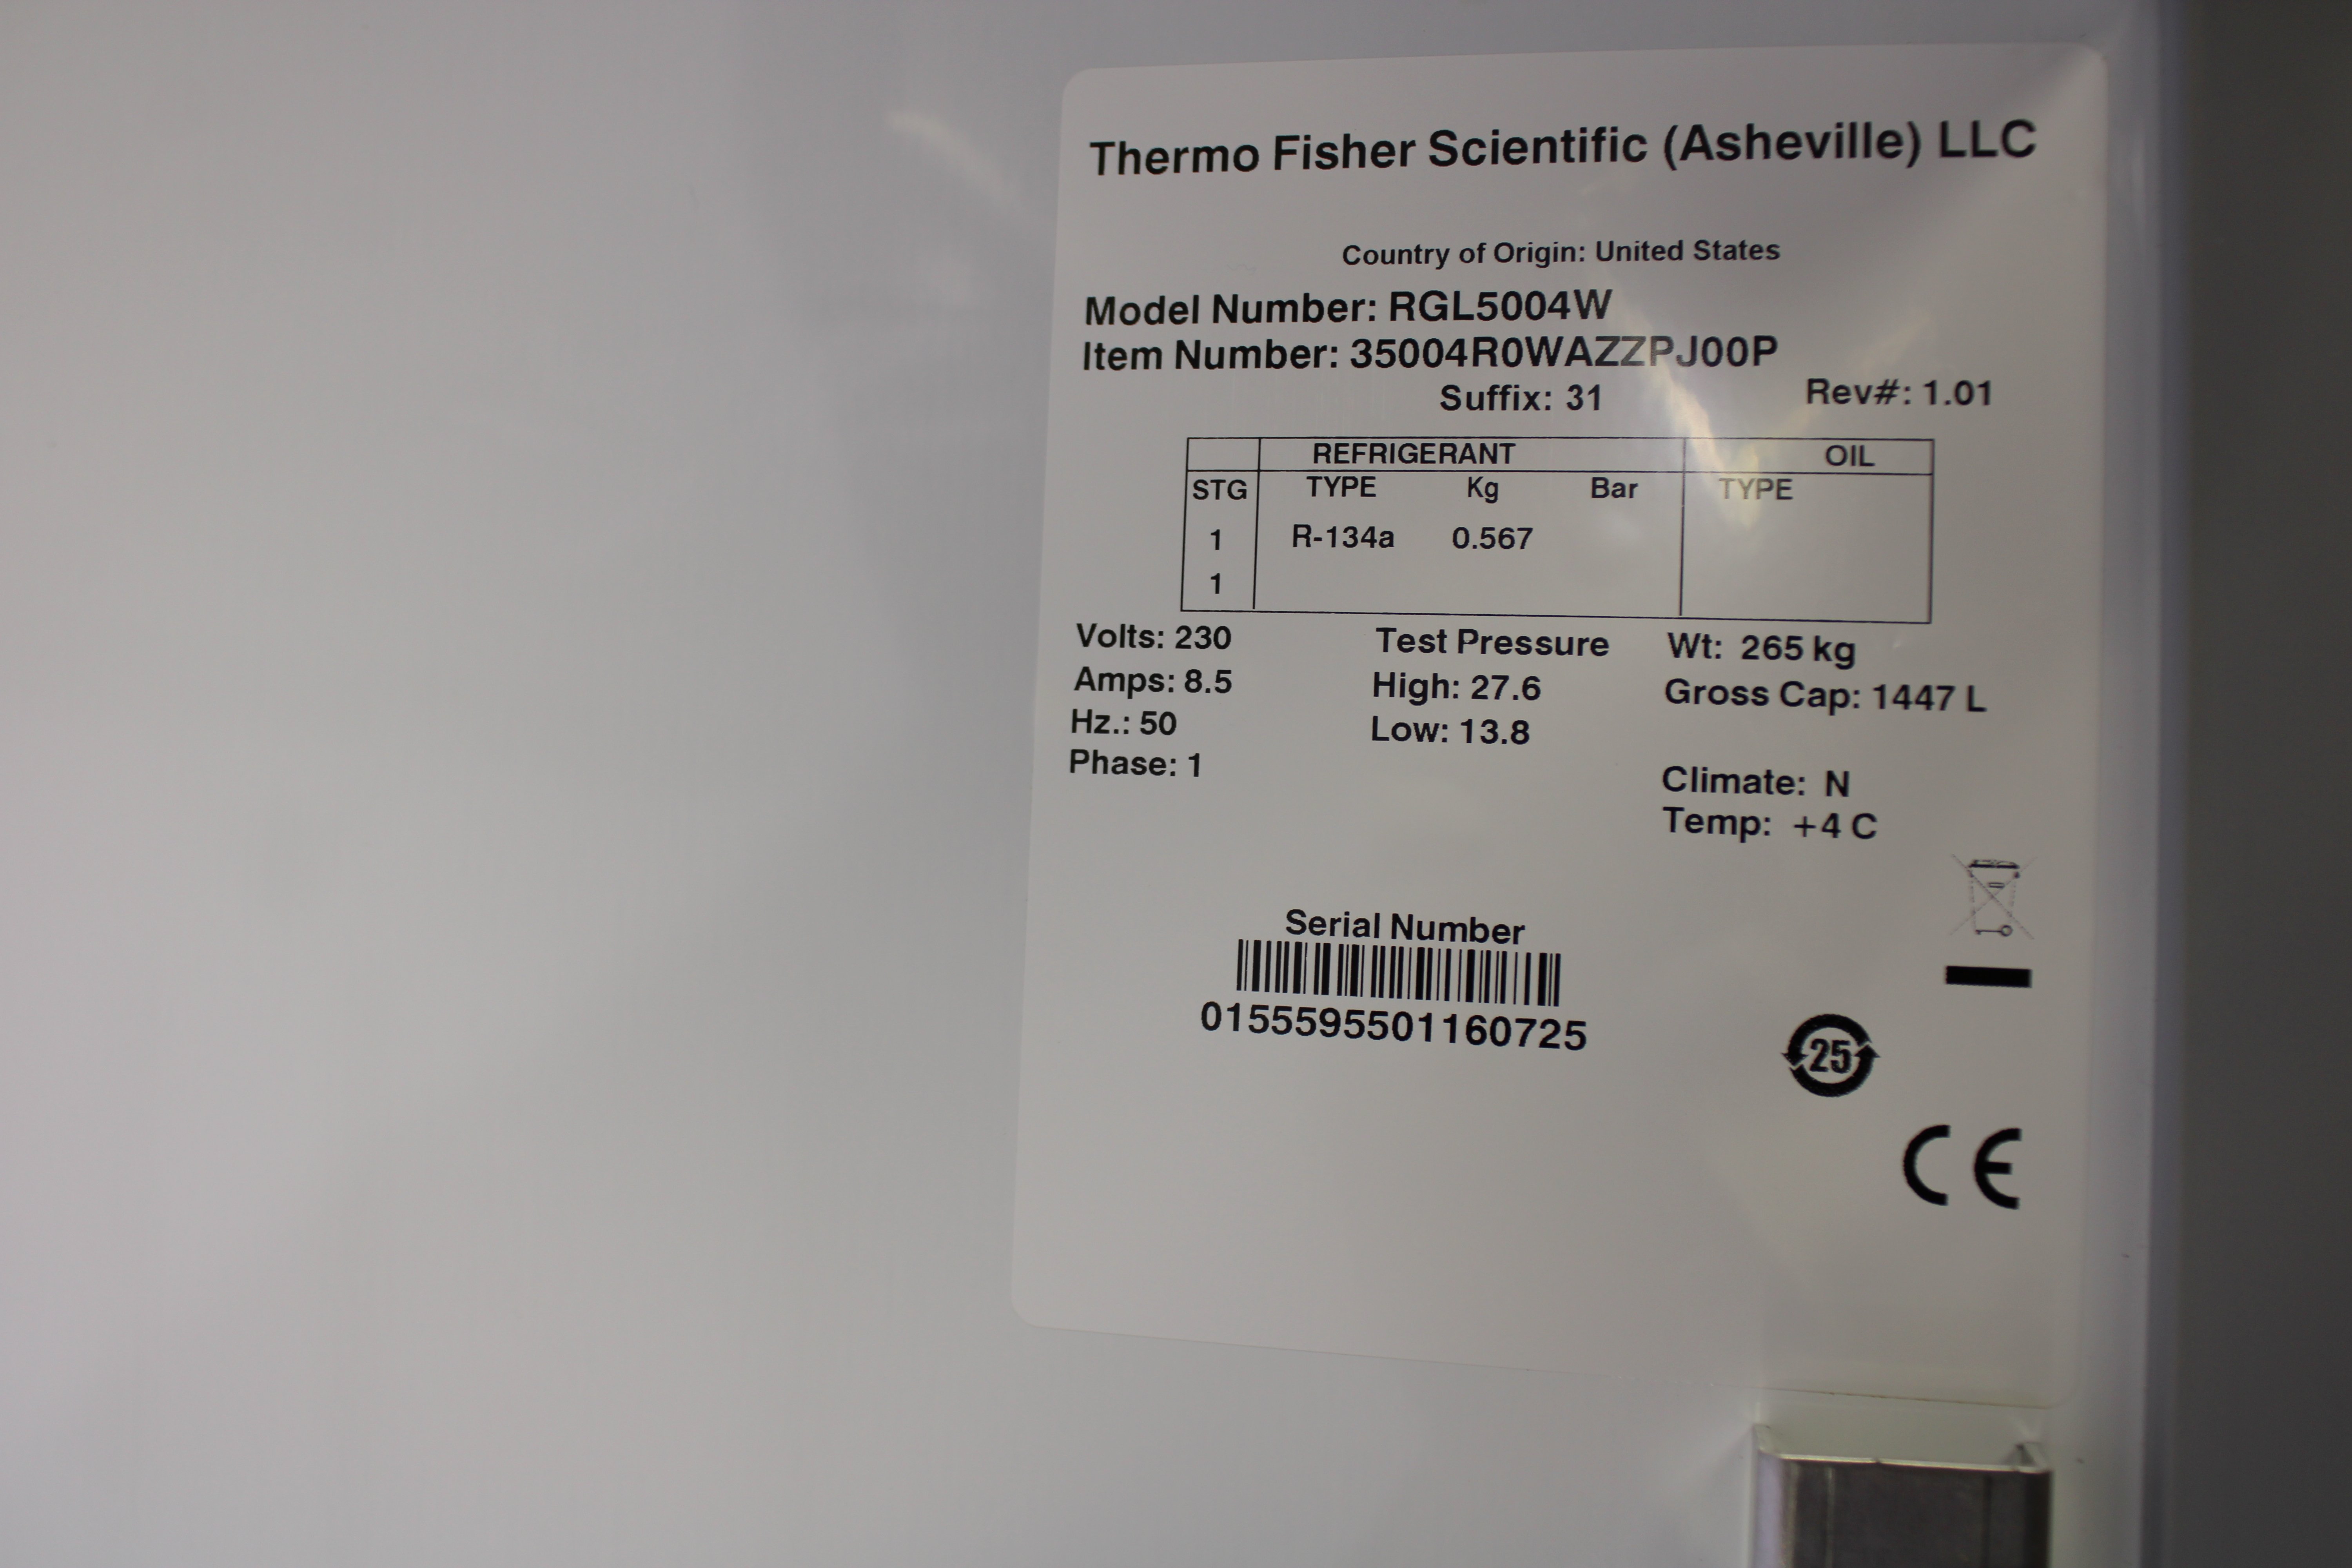 Thermo Fisher Scientific (Asheville) LLC
Country of Origin: United States
Model Number: RGL5004W
Item Number: 35004R0WAZZPJ00P
Suffix: 31 Rev#: 1.01
REFRIGERANT OIL
STG TYPE Kg Bar TYPE
1 R-134a 0.567
1
Volts: 230 Test Pressure Wt: 265 kg
Amps: 8.5 High: 27.6 Gross Cap: 1447 L
Hz.: 50 Low: 13.8
Phase: 1 Climate: N
Temp: +4 C
Serial Number
0155595501160725
25
CE